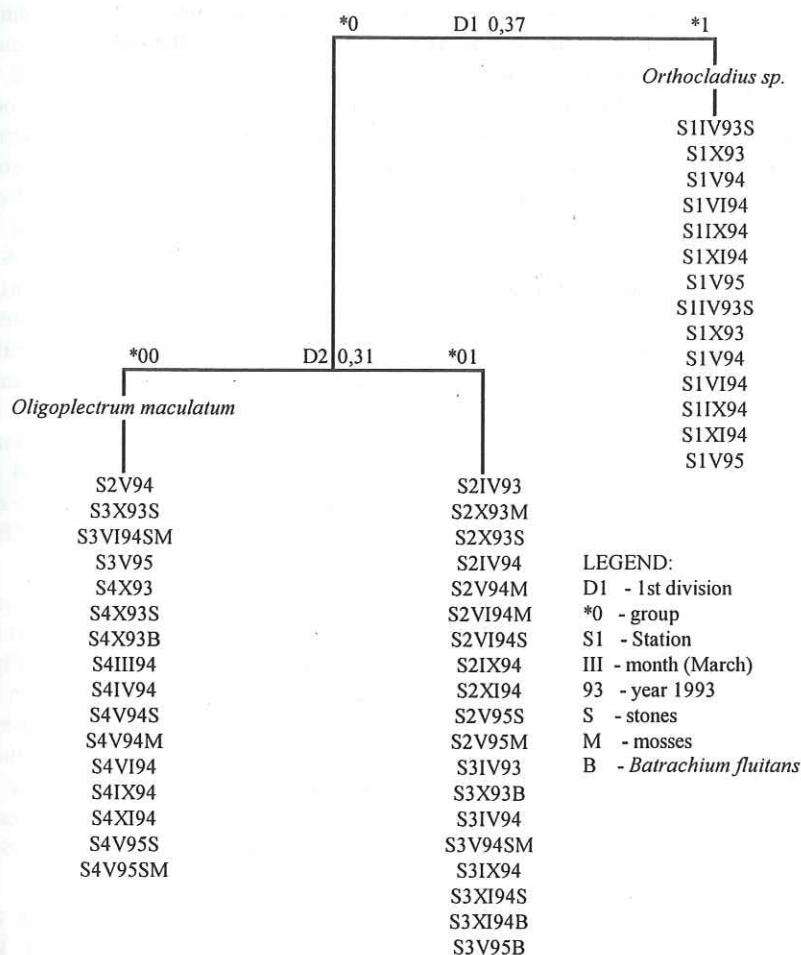 *0 D1 0,37 *1
Orthocladius sp.
S1IV93S
S1X93
S1V94
S1VI94
S1IX94
S1XI94
S1V95
S1IV93S
S1X93
S1V94
S1VI94
S1IX94
S1XI94
S1V95
*00 D2 0,31 *01
Oligoplectrum maculatum
S2V94
S3X93S
S3VI94SM
S3V95
S4X93
S4X93S
S4X93B
S4III94
S4IV94
S4V94S
S4V94M
S4VI94
S4IX94
S4XI94
S4V95S
S4V95SM
S2IV93
S2X93M
S2X93S
S2IV94
S2V94M
S2VI94M
S2VI94S
S2IX94
S2XI94
S2V95S
S2V95M
S3IV93
S3X93B
S3IV94
S3V94SM
S3IX94
S3XI94S
S3XI94B
S3V95B
LEGEND:
D1 - 1st division
*0 - group
S1 - Station
III - month (March)
93 - year 1993
S - stones
M - mosses
B - Batrachium fluitans